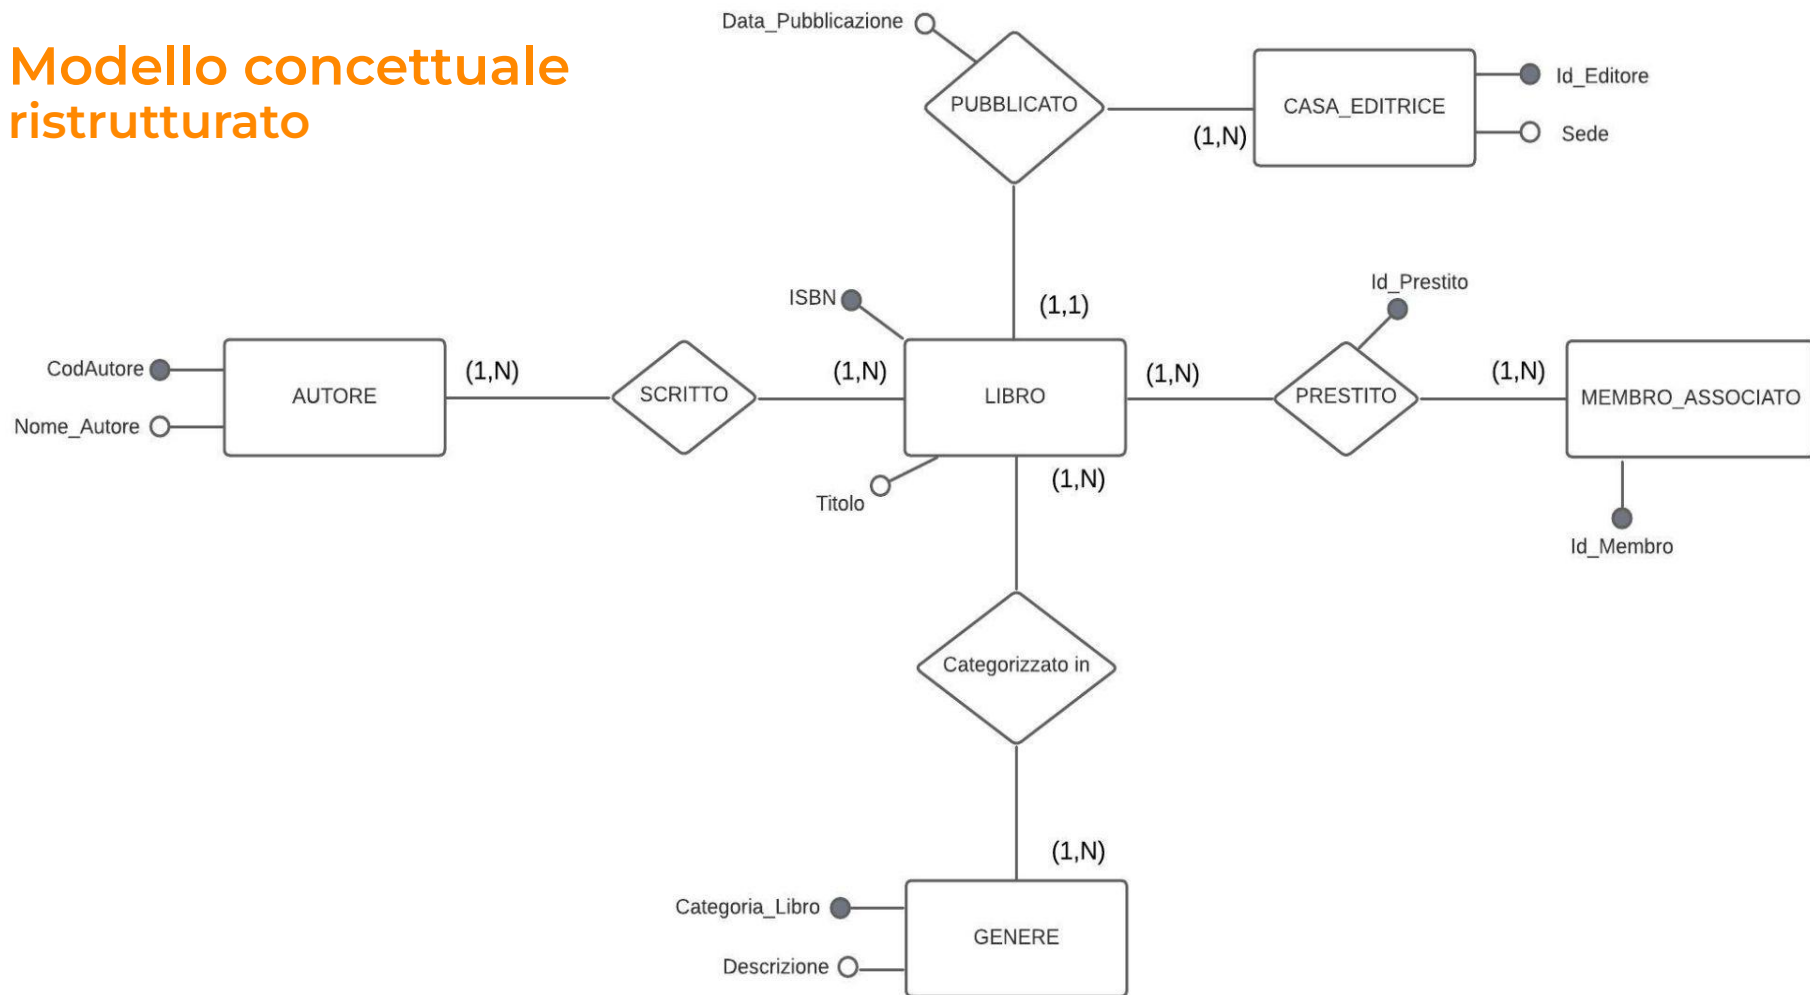 Modello concettuale
ristrutturato
Data_Pubblicazione
PUBBLICATO
(1,N)
CASA_EDITRICE
Id_Editore
Sede
(1,1)
ISBN
Id_Prestito
CodAutore
Nome_Autore
AUTORE
(1,N)
SCRITTO
(1,N)
LIBRO
(1,N)
PRESTITO
(1,N)
MEMBRO_ASSOCIATO
Titolo
(1,N)
Id_Membro
Categorizzato in
(1,N)
Categoria_Libro
GENERE
Descrizione